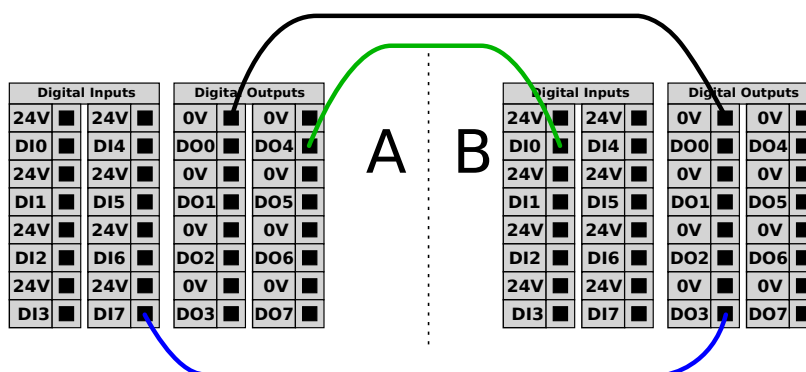 Digital Inputs Digital Outputs Digital Inputs Digital Outputs
24V 24V 0V 0V 24V 24V 0V 0V
DI0 DI4 DO0 DO4 A B DI0 DI4 DO0 DO4
24V 24V 0V 0V 24V 24V 0V 0V
DI1 DI5 DO1 DO5 DI1 DI5 DO1 DO5
24V 24V 0V 0V 24V 24V 0V 0V
DI2 DI6 DO2 DO6 DI2 DI6 DO2 DO6
24V 24V 0V 0V 24V 24V 0V 0V
DI3 DI7 DO3 DO7 DI3 DI7 DO3 DO7